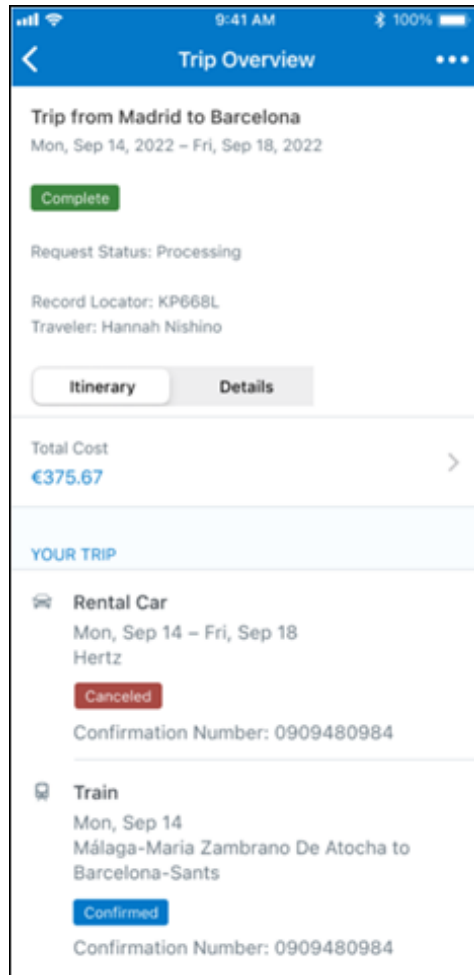 9:41 AM
100%
Trip Overview
Trip from Madrid to Barcelona
Mon, Sep 14, 2022 – Fri, Sep 18, 2022
Complete
Request Status: Processing
Record Locator: KP668L
Traveler: Hannah Nishino
Itinerary
Details
Total Cost
€375.67
YOUR TRIP
Rental Car
Mon, Sep 14 – Fri, Sep 18
Hertz
Canceled
Confirmation Number: 0909480984
Train
Mon, Sep 14
Málaga-Maria Zambrano De Atocha to
Barcelona-Sants
Confirmed
Confirmation Number: 0909480984